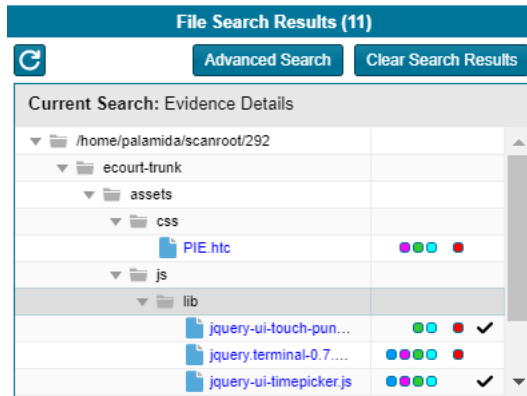 File Search Results (11)
Advanced Search Clear Search Results
Current Search: Evidence Details
/home/palamida/scanroot/292
ecourt-trunk
assets
css
PIE.htc
js
lib
jquery-ui-touch-pun...
jquery.terminal-0.7....
jquery-ui-timepicker.js